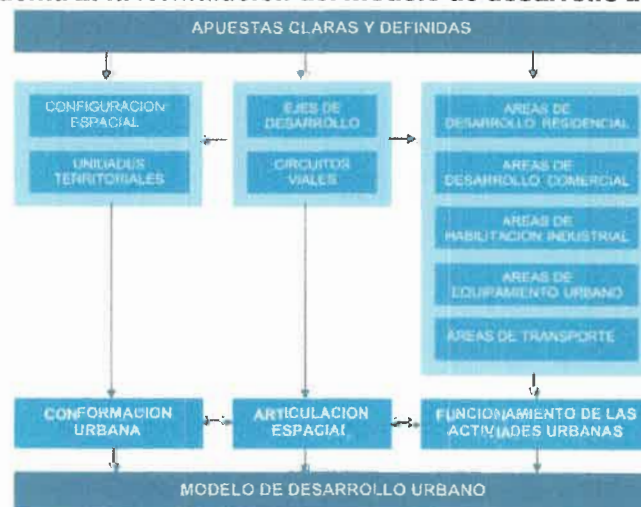 APUESTAS CLARAS Y DEFINIDAS
CONFIGURACION
ESPACIAL
UNIDADES
TERRITORIALES
EJES DE
DESARROLLO
CIRCUITOS
VIALES
AREAS DE
DESARROLLO RESIDENCIAL
AREAS DE
DESARROLLO COMERCIAL
AREAS DE
HABILITACION INDUSTRIAL
AREAS DE
EQUIPAMIENTO URBANO
AREAS DE TRANSPORTE
CONFORMACION
URBANA
ARTICULACION
ESPACIAL
FUNCIONAMIENTO DE LAS
ACTIVIADES URBANAS
MODELO DE DESARROLLO URBANO